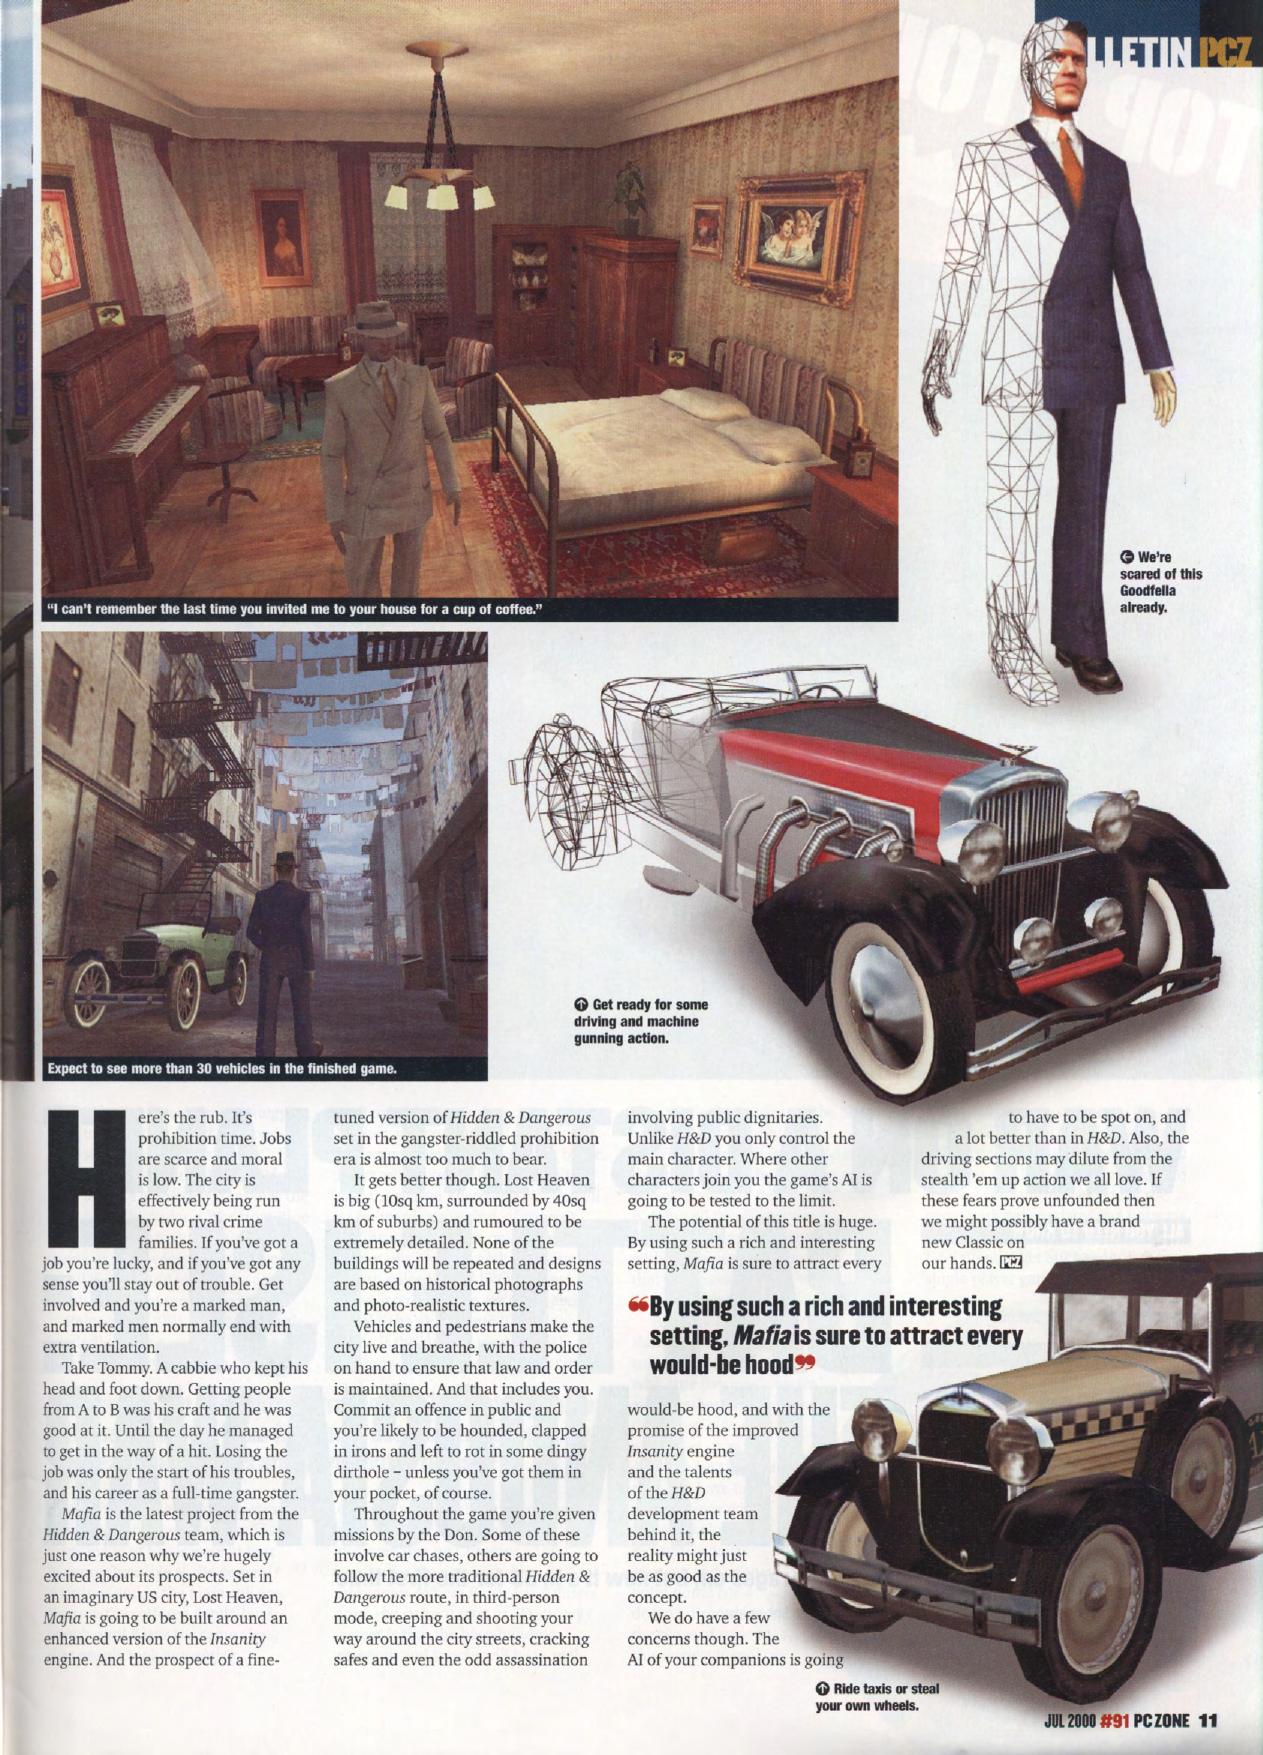 LLETIN PCZ
"I can't remember the last time you invited me to your house for a cup of coffee."
We're
scared of this
Goodfella
already.
Get ready for some
driving and machine
gunning action.
Expect to see more than 30 vehicles in the finished game.
Here's the rub. It's
prohibition time. Jobs
are scarce and moral
is low. The city is
effectively being run
by two rival crime
families. If you've got a
job you're lucky, and if you've got any
sense you'll stay out of trouble. Get
involved and you're a marked man,
and marked men normally end with
extra ventilation.
Take Tommy. A cabbie who kept his
head and foot down. Getting people
from A to B was his craft and he was
good at it. Until the day he managed
to get in the way of a hit. Losing the
job was only the start of his troubles,
and his career as a full-time gangster.
Mafia is the latest project from the
Hidden & Dangerous team, which is
just one reason why we're hugely
excited about its prospects. Set in
an imaginary US city, Lost Heaven,
Mafia is going to be built around an
enhanced version of the Insanity
engine. And the prospect of a fine-
tuned version of Hidden & Dangerous
set in the gangster-riddled prohibition
era is almost too much to bear.
It gets better though. Lost Heaven
is big (10sq km, surrounded by 40sq
km of suburbs) and rumoured to be
extremely detailed. None of the
buildings will be repeated and designs
are based on historical photographs
and photo-realistic textures.
Vehicles and pedestrians make the
city live and breathe, with the police
on hand to ensure that law and order
is maintained. And that includes you.
Commit an offence in public and
you're likely to be hounded, clapped
in irons and left to rot in some dingy
dirthole – unless you've got them in
your pocket, of course.
Throughout the game you're given
missions by the Don. Some of these
involve car chases, others are going to
follow the more traditional Hidden &
Dangerous route, in third-person
mode, creeping and shooting your
way around the city streets, cracking
safes and even the odd assassination
involving public dignitaries.
Unlike H&D you only control the
main character. Where other
characters join you the game's AI is
going to be tested to the limit.
The potential of this title is huge.
By using such a rich and interesting
setting, Mafia is sure to attract every
“By using such a rich and interesting
setting, Mafia is sure to attract every
would-be hood”
would-be hood, and with the
promise of the improved
Insanity engine
and the talents
of the H&D
development team
behind it, the
reality might just
be as good as the
concept.
We do have a few
concerns though. The
AI of your companions is going
to have to be spot on, and
a lot better than in H&D. Also, the
driving sections may dilute from the
stealth 'em up action we all love. If
these fears prove unfounded then
we might possibly have a brand
new Classic on
our hands. PCZ
Ride taxis or steal
your own wheels.
JUL 2000 #91 PC ZONE 11